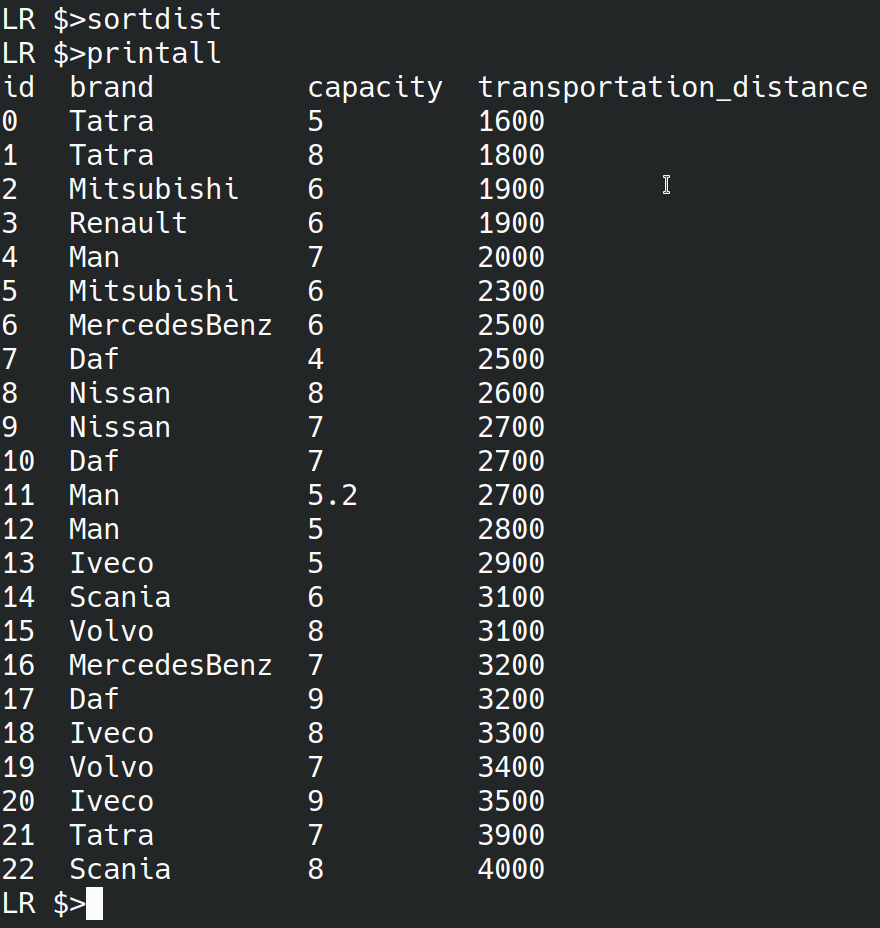 LR $>sortdist
LR $>printall
id  brand         capacity  transportation_distance
0   Tatra         5         1600
1   Tatra         8         1800
2   Mitsubishi    6         1900
3   Renault       6         1900
4   Man           7         2000
5   Mitsubishi    6         2300
6   MercedesBenz  6         2500
7   Daf           4         2500
8   Nissan        8         2600
9   Nissan        7         2700
10  Daf           7         2700
11  Man           5.2       2700
12  Man           5         2800
13  Iveco         5         2900
14  Scania        6         3100
15  Volvo         8         3100
16  MercedesBenz  7         3200
17  Daf           9         3200
18  Iveco         8         3300
19  Volvo         7         3400
20  Iveco         9         3500
21  Tatra         7         3900
22  Scania        8         4000
LR $>